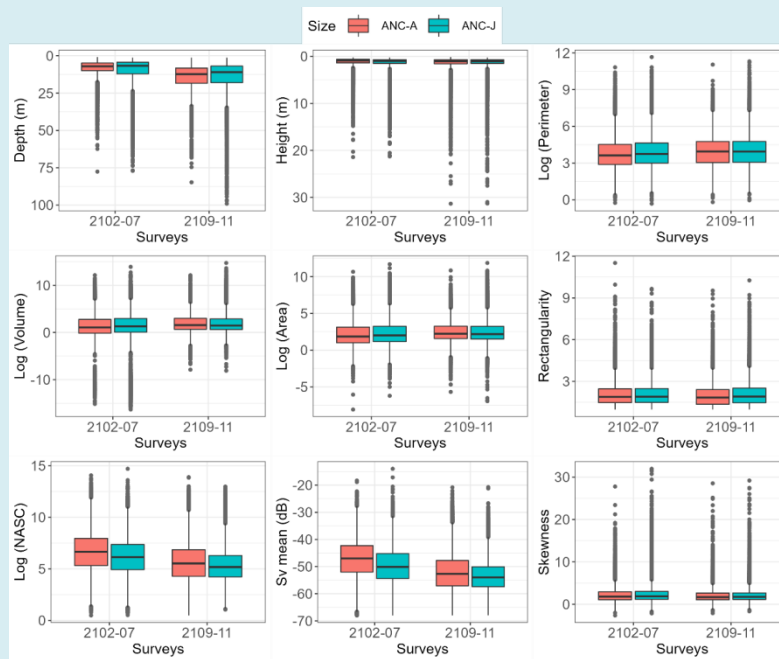 Size ANC-A ANC-J
Depth (m)
0
25
50
75
100
2102-07 2109-11
Surveys
Height (m)
0
10
20
30
2102-07 2109-11
Surveys
Log (Perimeter)
12
9
6
3
0
2102-07 2109-11
Surveys
Log (Volume)
10
0
-10
2102-07 2109-11
Surveys
Log (Area)
10
5
0
-5
2102-07 2109-11
Surveys
Rectangularity
12
9
6
3
2102-07 2109-11
Surveys
Log (NASC)
15
10
5
0
2102-07 2109-11
Surveys
Sv mean (dB)
-20
-30
-40
-50
-60
-70
2102-07 2109-11
Surveys
Skewness
30
20
10
0
2102-07 2109-11
Surveys